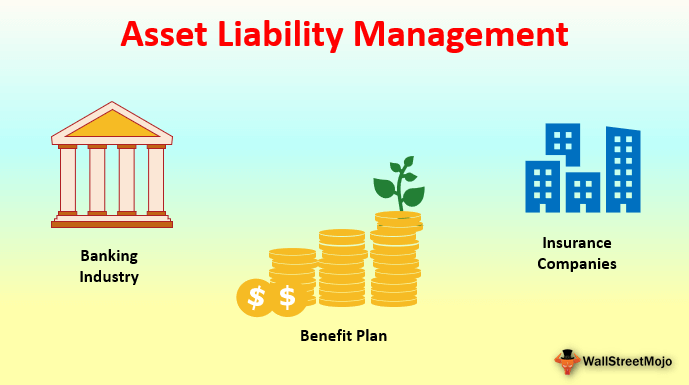 Asset Liability Management
Banking
Industry
$ $
Benefit Plan
Insurance
Companies
WallStreetMojo